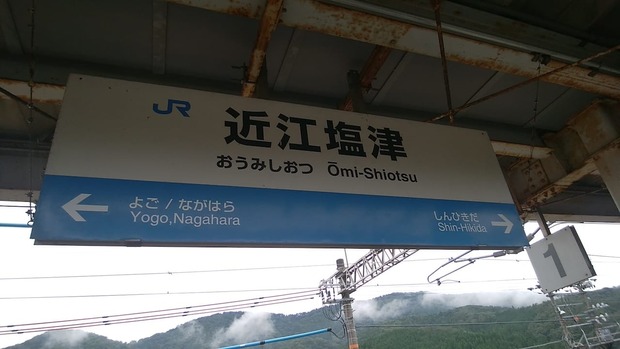 JR 近江塩津
おうみしおつ Ōmi-Shiotsu
← よご / ながはら しんひきだ →
Yogo,Nagahara Shin-Hikida
1